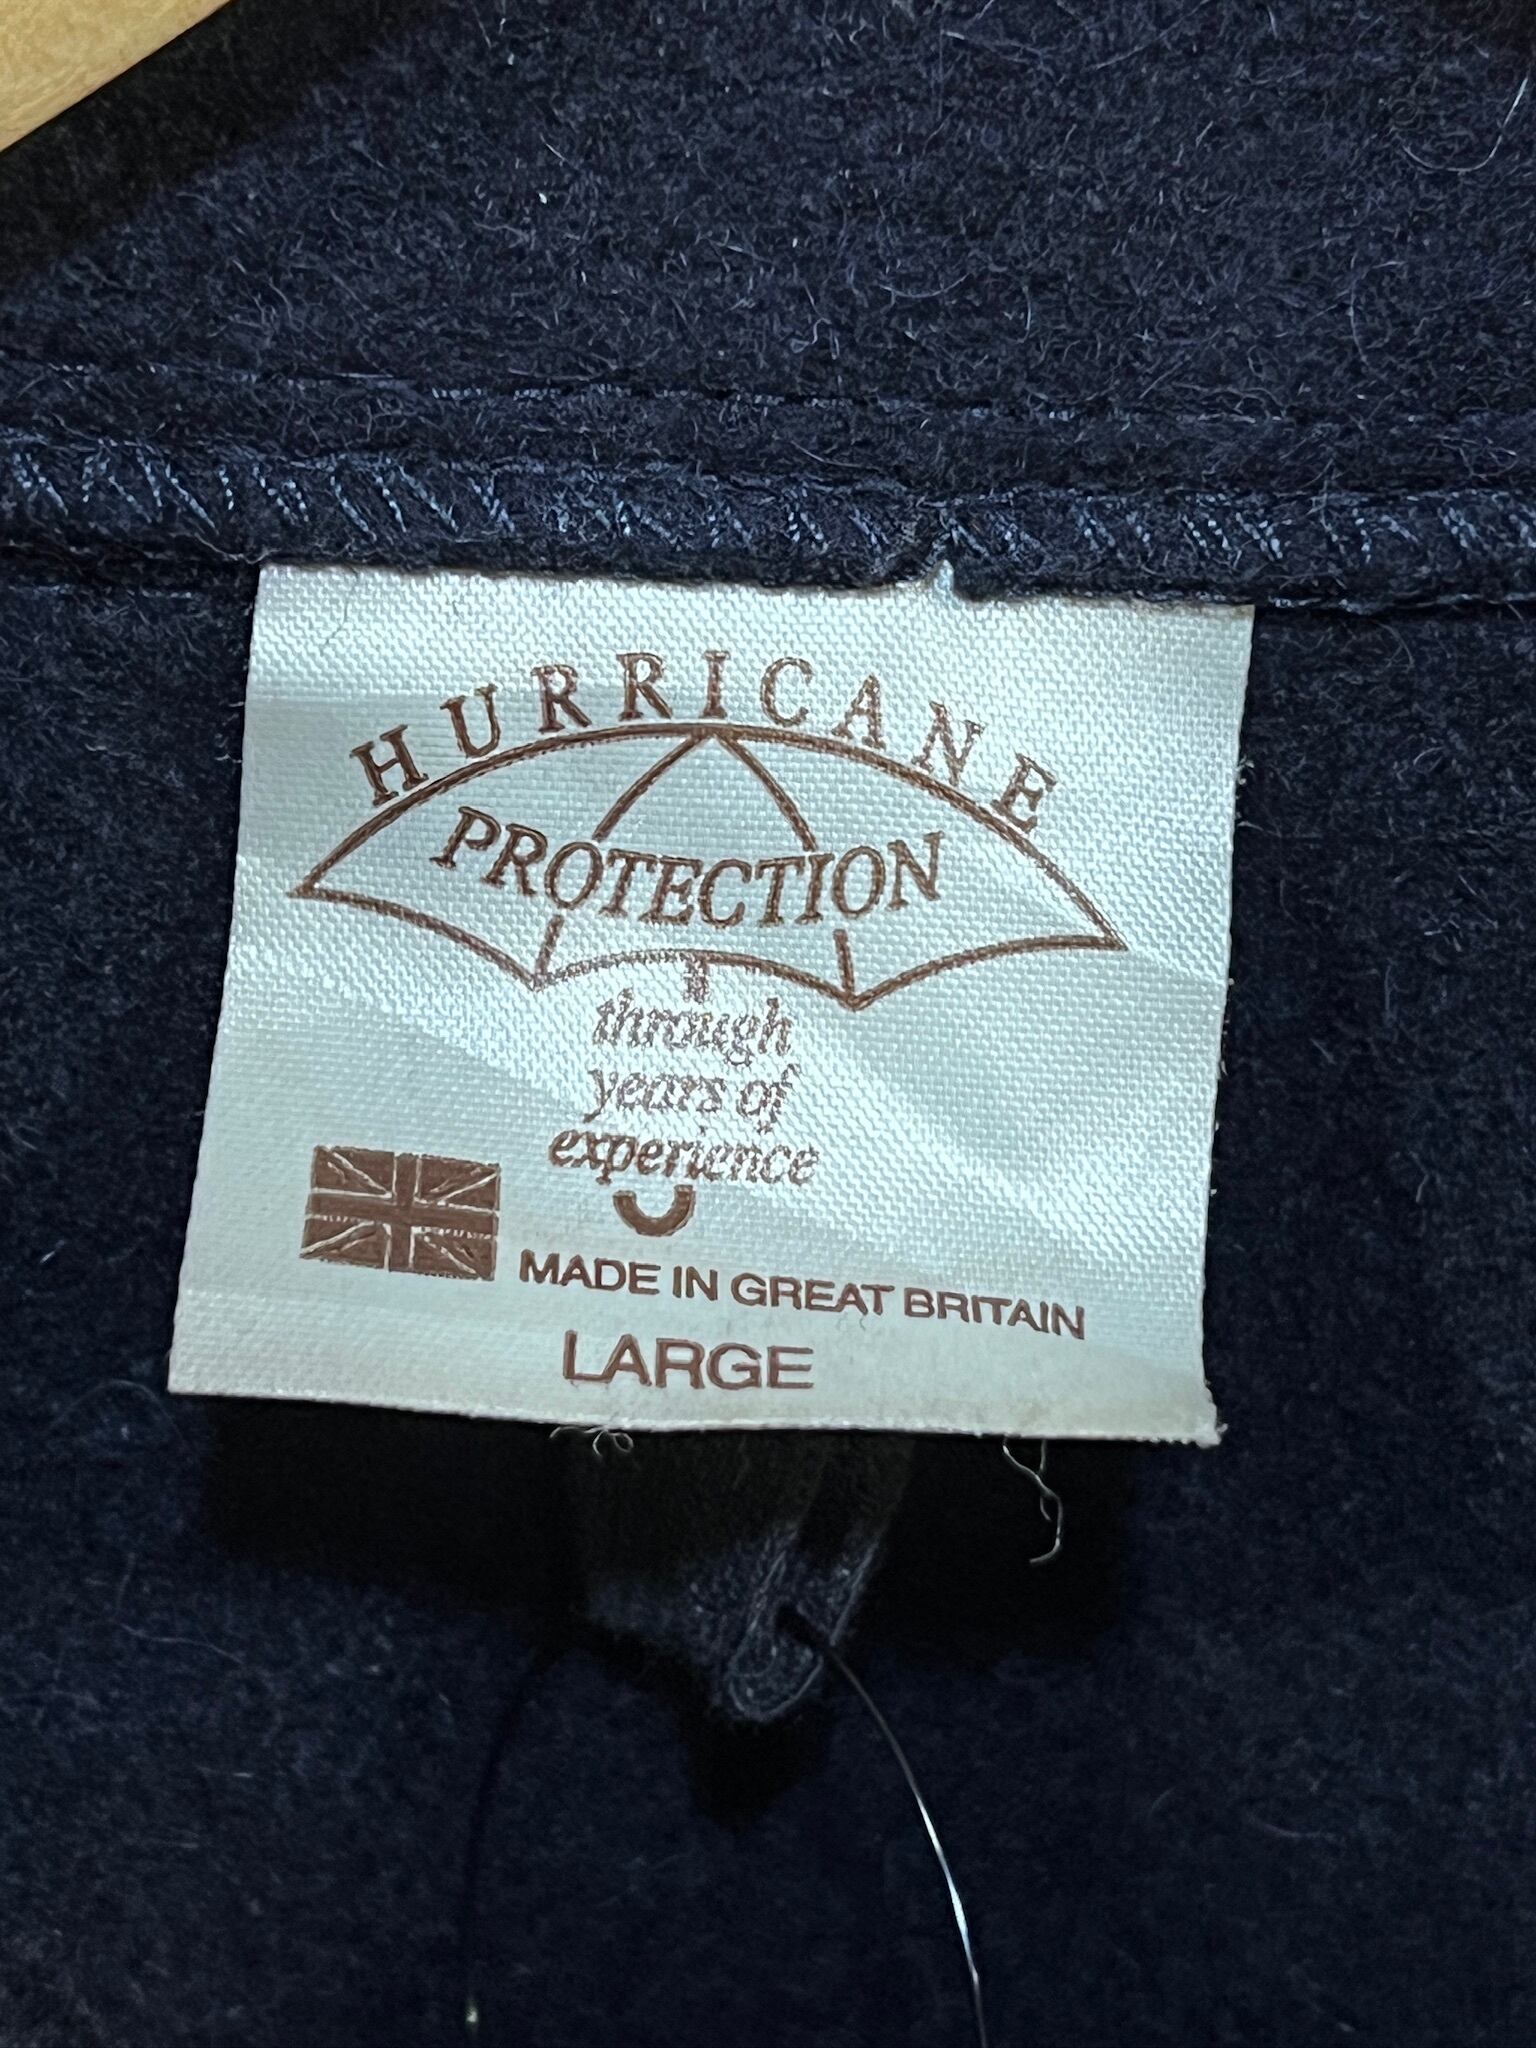 HURRICANE
PROTECTION
through
years of
experience
MADE IN GREAT BRITAIN
LARGE